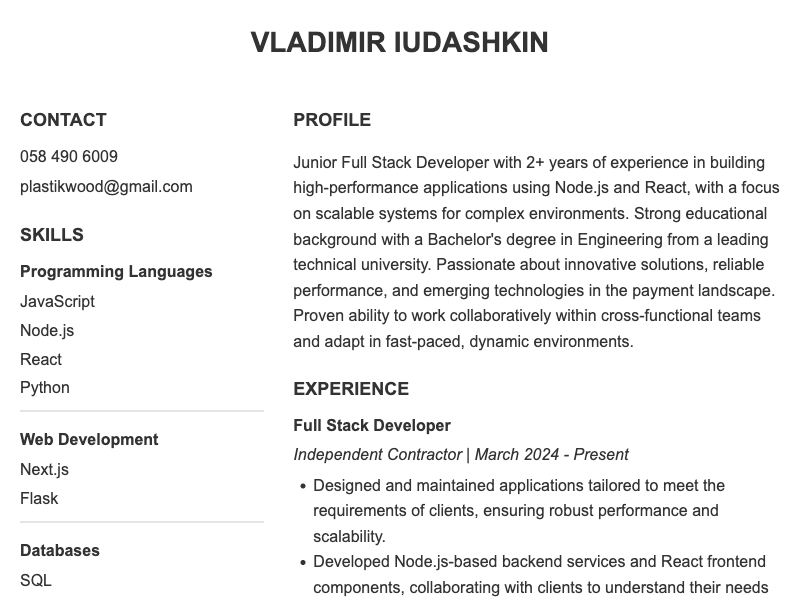 VLADIMIR IUDASHKIN
CONTACT
058 490 6009
plastikwood@gmail.com
SKILLS
Programming Languages
JavaScript
Node.js
React
Python
Web Development
Next.js
Flask
Databases
SQL
PROFILE
Junior Full Stack Developer with 2+ years of experience in building
high-performance applications using Node.js and React, with a focus
on scalable systems for complex environments. Strong educational
background with a Bachelor's degree in Engineering from a leading
technical university. Passionate about innovative solutions, reliable
performance, and emerging technologies in the payment landscape.
Proven ability to work collaboratively within cross-functional teams
and adapt in fast-paced, dynamic environments.
EXPERIENCE
Full Stack Developer
Independent Contractor | March 2024 - Present
• Designed and maintained applications tailored to meet the
requirements of clients, ensuring robust performance and
scalability.
• Developed Node.js-based backend services and React frontend
components, collaborating with clients to understand their needs